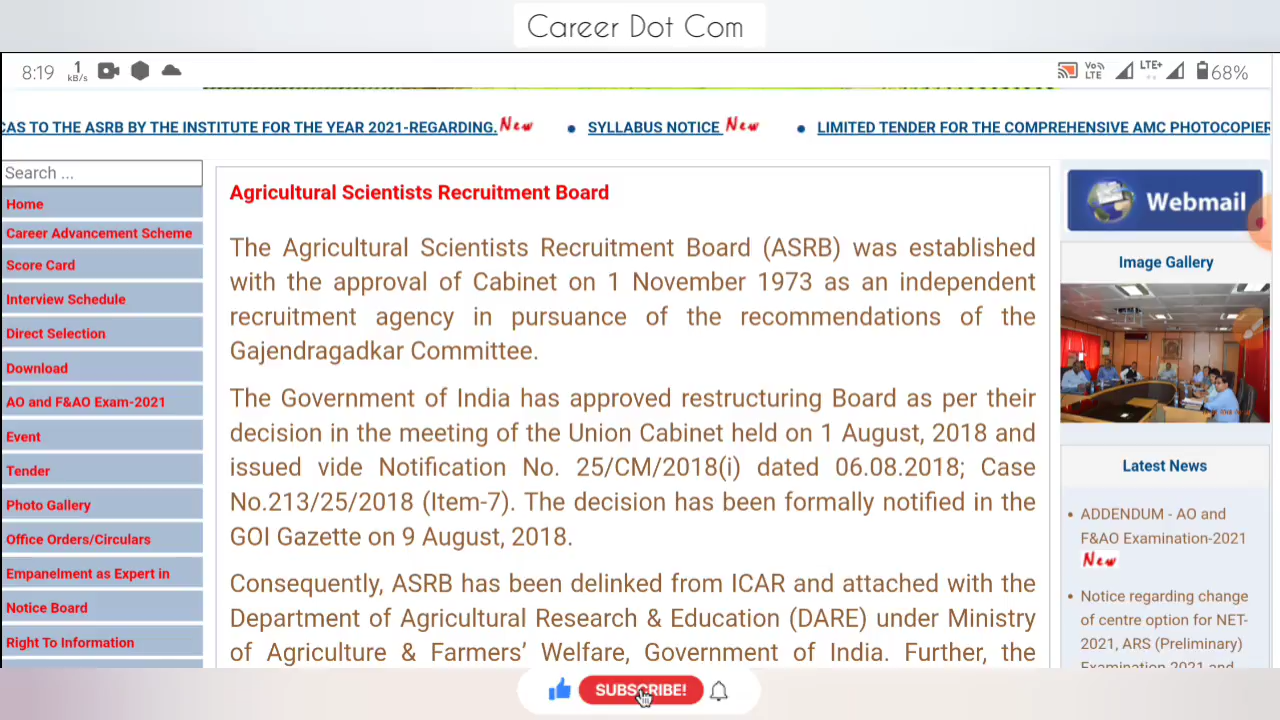 Career Dot Com
8:19 1 kB/s Vo)) LTE LTE+ 68%
CAS TO THE ASRB BY THE INSTITUTE FOR THE YEAR 2021-REGARDING. New • SYLLABUS NOTICE New • LIMITED TENDER FOR THE COMPREHENSIVE AMC PHOTOCOPIER
Search ...
Home
Career Advancement Scheme
Score Card
Interview Schedule
Direct Selection
Download
AO and F&AO Exam-2021
Event
Tender
Photo Gallery
Office Orders/Circulars
Empanelment as Expert in
Notice Board
Right To Information
Agricultural Scientists Recruitment Board
The Agricultural Scientists Recruitment Board (ASRB) was established
with the approval of Cabinet on 1 November 1973 as an independent
recruitment agency in pursuance of the recommendations of the
Gajendragadkar Committee.
The Government of India has approved restructuring Board as per their
decision in the meeting of the Union Cabinet held on 1 August, 2018 and
issued vide Notification No. 25/CM/2018(i) dated 06.08.2018; Case
No.213/25/2018 (Item-7). The decision has been formally notified in the
GOI Gazette on 9 August, 2018.
Consequently, ASRB has been delinked from ICAR and attached with the
Department of Agricultural Research & Education (DARE) under Ministry
of Agriculture & Farmers’ Welfare, Government of India. Further, the
Webmail
Image Gallery
Latest News
• ADDENDUM - AO and
F&AO Examination-2021
New
• Notice regarding change
of centre option for NET-
2021, ARS (Preliminary)
Examination 2021 and
SUBSCRIBE!